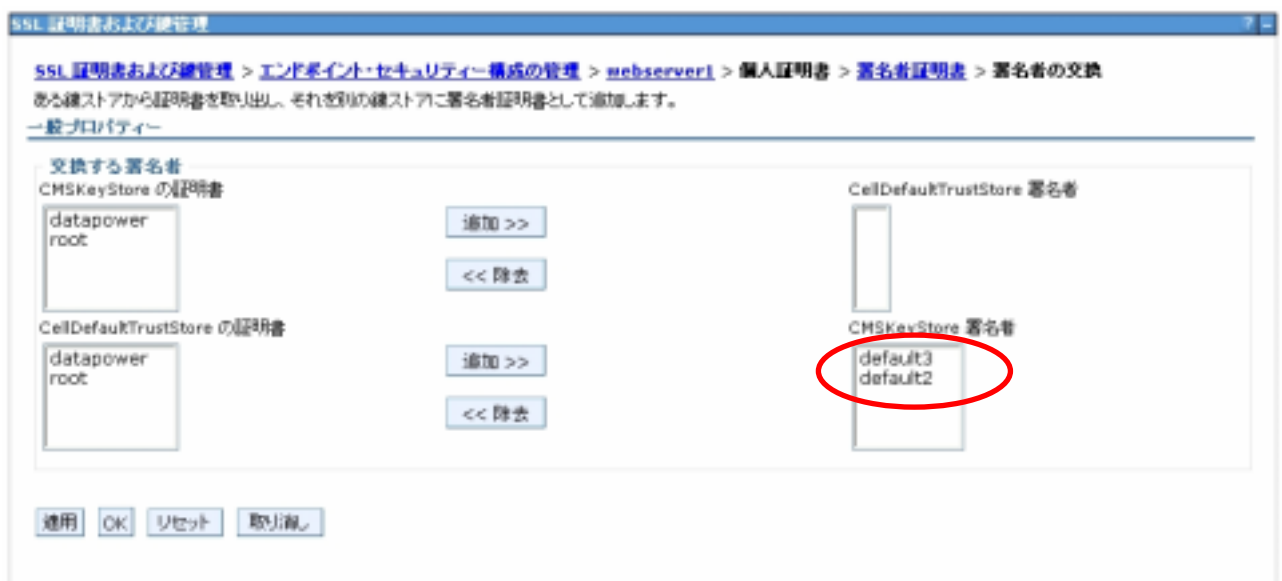 SSL 証明書および鍵管理
? -
SSL 証明書および鍵管理 > エンドポイント・セキュリティー構成の管理 > webserver1 > 個人証明書 > 署名者証明書 > 署名者の交換
ある鍵ストアから証明書を取り出し、それを別の鍵ストアに署名者証明書として追加します。
一般プロパティー
交換する署名者
CMSKeyStore の証明書
CellDefaultTrustStore 署名者
datapower
root
追加 >>
<< 除去
CellDefaultTrustStore の証明書
CMSKeyStore 署名者
datapower
root
追加 >>
<< 除去
default3
default2
適用 OK リセット 取り消し